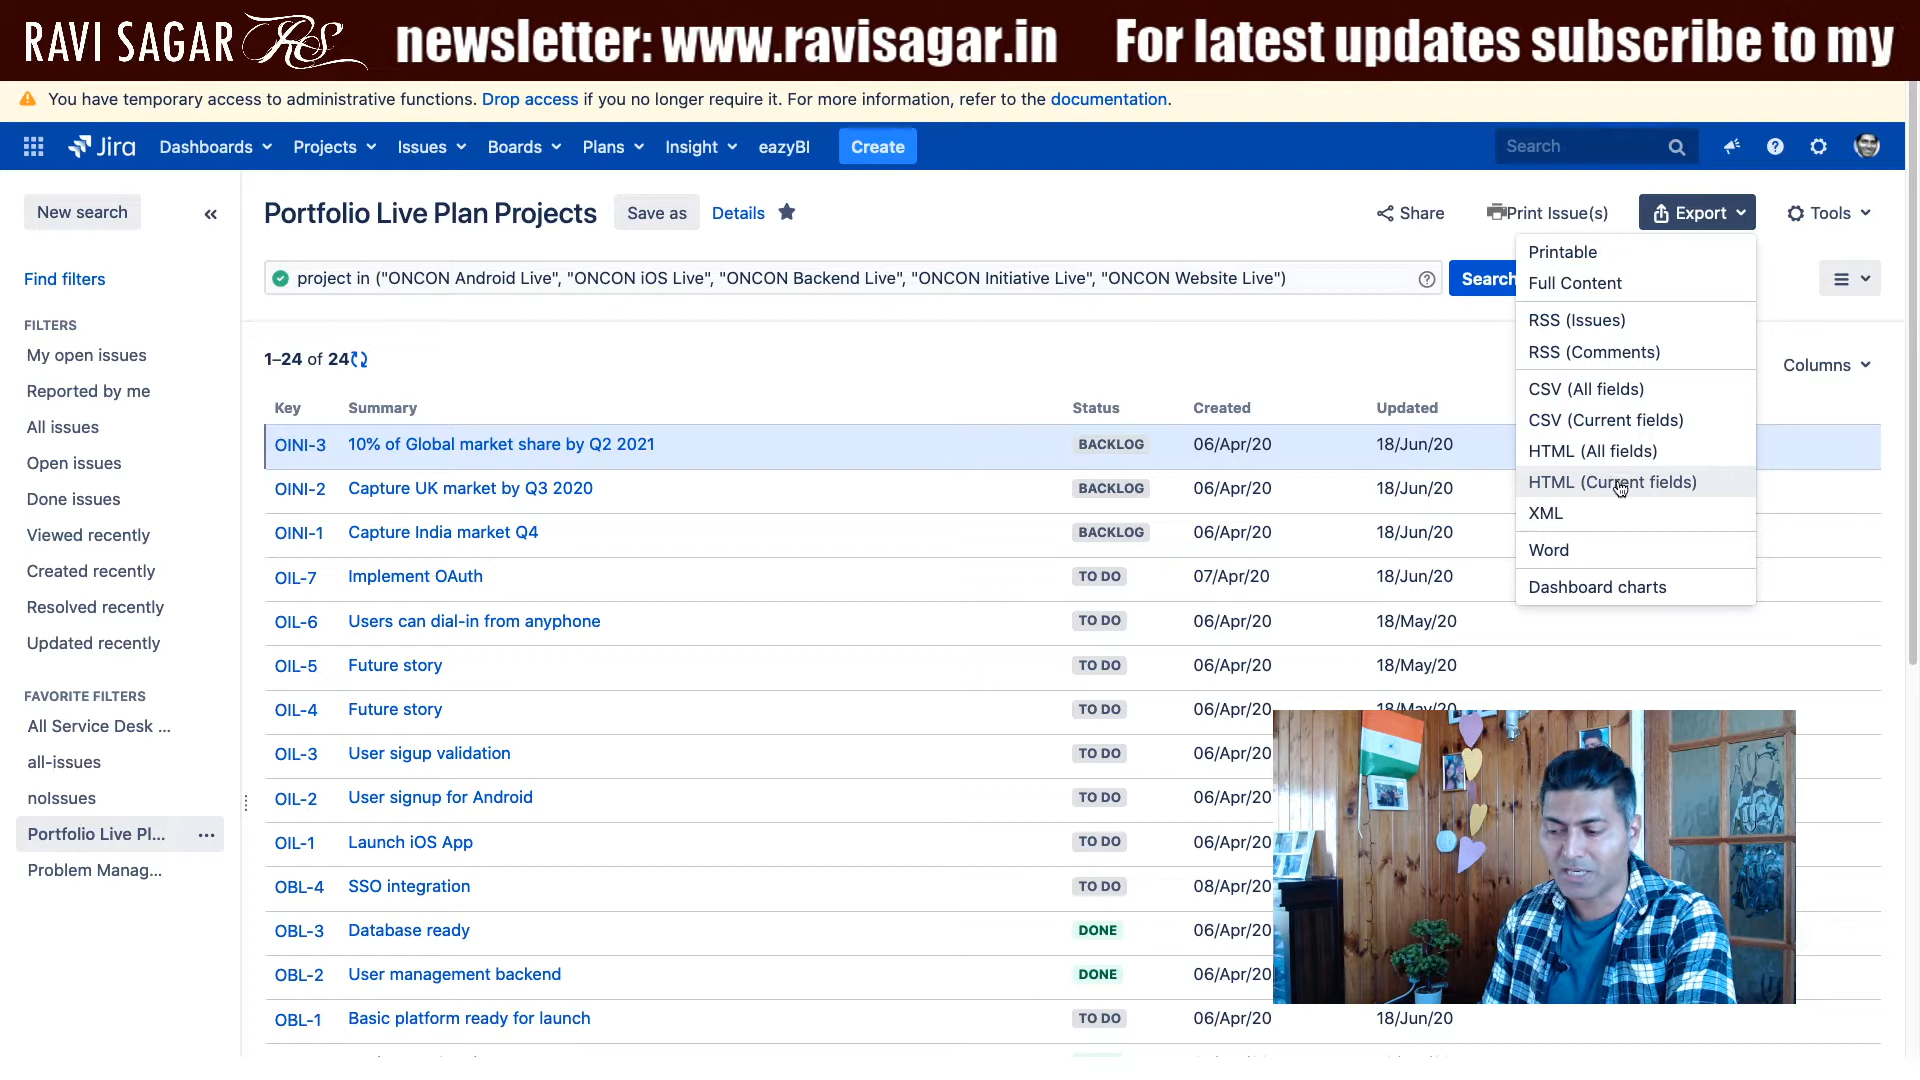 RAVI SAGAR RS newsletter: www.ravisagar.in For latest updates subscribe to my
You have temporary access to administrative functions. Drop access if you no longer require it. For more information, refer to the documentation.
Jira Dashboards Projects Issues Boards Plans Insight eazyBI Create Search
New search
Find filters
FILTERS
My open issues
Reported by me
All issues
Open issues
Done issues
Viewed recently
Created recently
Resolved recently
Updated recently
FAVORITE FILTERS
All Service Desk ...
all-issues
noIssues
Portfolio Live Pl...
Problem Manag...
Portfolio Live Plan Projects Save as Details Share Print Issue(s) Export Tools
project in ("ONCON Android Live", "ONCON iOS Live", "ONCON Backend Live", "ONCON Initiative Live", "ONCON Website Live") Search
1–24 of 24 Columns
Key Summary Status Created Updated
OINI-3 10% of Global market share by Q2 2021 BACKLOG 06/Apr/20 18/Jun/20
OINI-2 Capture UK market by Q3 2020 BACKLOG 06/Apr/20 18/Jun/20
OINI-1 Capture India market Q4 BACKLOG 06/Apr/20 18/Jun/20
OIL-7 Implement OAuth TO DO 07/Apr/20 18/Jun/20
OIL-6 Users can dial-in from anyphone TO DO 06/Apr/20 18/May/20
OIL-5 Future story TO DO 06/Apr/20 18/May/20
OIL-4 Future story TO DO 06/Apr/20 18/May/20
OIL-3 User sigup validation TO DO 06/Apr/20
OIL-2 User signup for Android TO DO 06/Apr/20
OIL-1 Launch iOS App TO DO 06/Apr/20
OBL-4 SSO integration TO DO 08/Apr/20
OBL-3 Database ready DONE 06/Apr/20
OBL-2 User management backend DONE 06/Apr/20
OBL-1 Basic platform ready for launch TO DO 06/Apr/20 18/Jun/20
Printable
Full Content
RSS (Issues)
RSS (Comments)
CSV (All fields)
CSV (Current fields)
HTML (All fields)
HTML (Current fields)
XML
Word
Dashboard charts